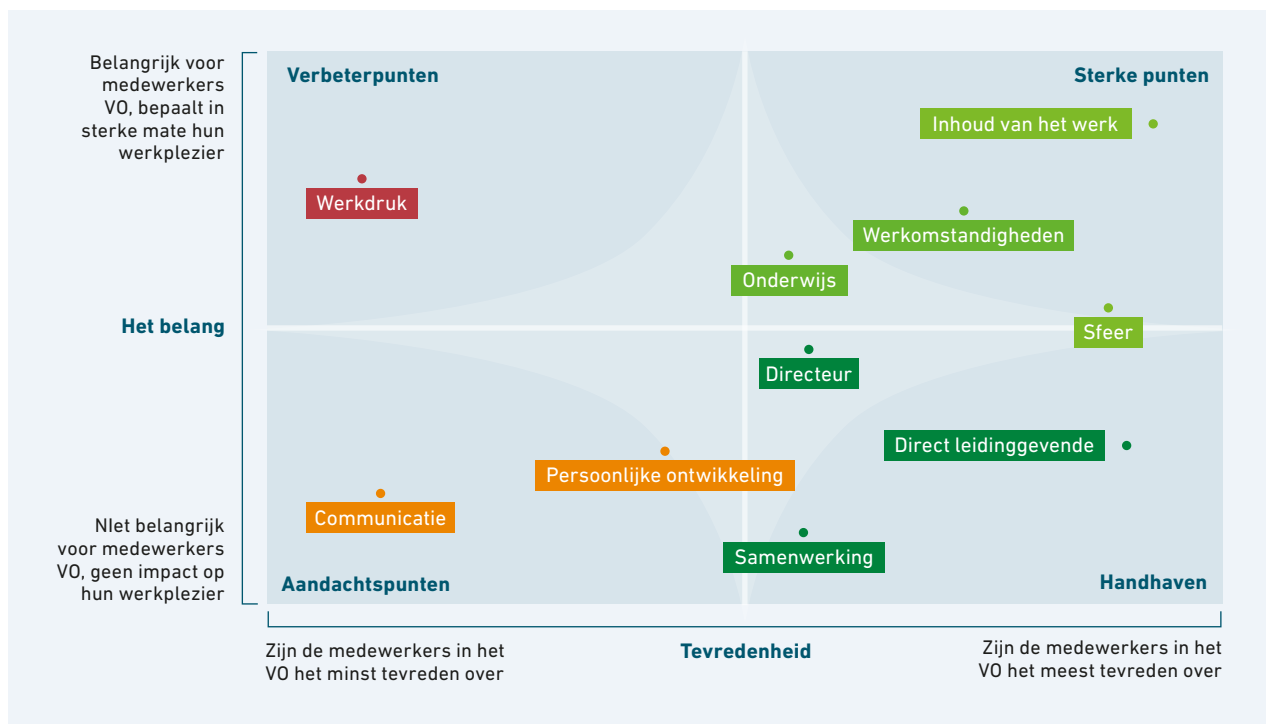 Belangrijk voor
medewerkers
VO, bepaalt in
sterke mate hun
werkplezier
Verbeterpunten
Sterke punten
Inhoud van het werk
Werkdruk
Werkomstandigheden
Onderwijs
Het belang
Sfeer
Directeur
Direct leidinggevende
Persoonlijke ontwikkeling
Communicatie
Samenwerking
NIet belangrijk
voor medewerkers
VO, geen impact op
hun werkplezier
Aandachtspunten
Handhaven
Zijn de medewerkers in het
VO het minst tevreden over
Tevredenheid
Zijn de medewerkers in het
VO het meest tevreden over